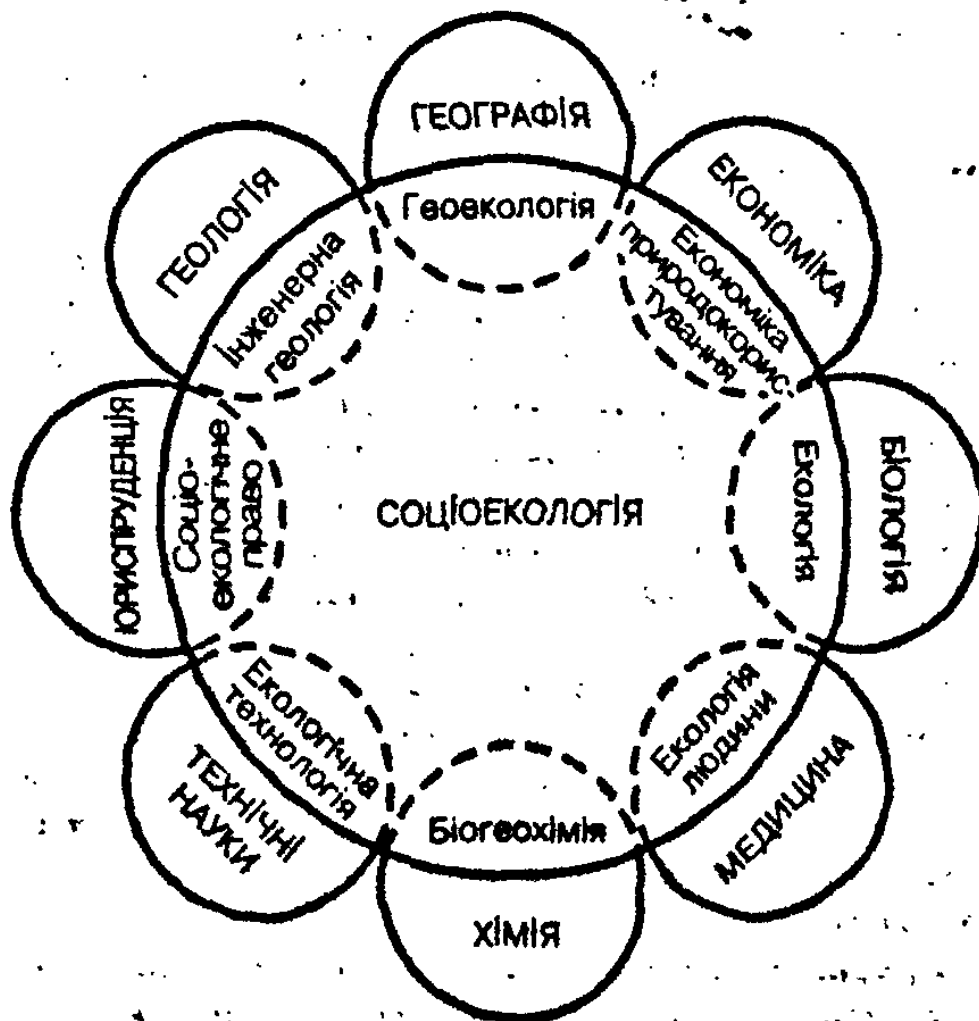 ГЕОГРАФІЯ
Геоекологія
ЕКОНОМІКА
Економіка
природокорис-
тування
БІОЛОГІЯ
Екологія
МЕДИЦИНА
Екологія
людини
ХІМІЯ
Біогеохімія
ТЕХНІЧНІ
НАУКИ
Екологічна
технологія
ЮРИСПРУДЕНЦІЯ
Соціо-
екологічне
право
ГЕОЛОГІЯ
Інженерна
геологія
СОЦІОЕКОЛОГІЯ